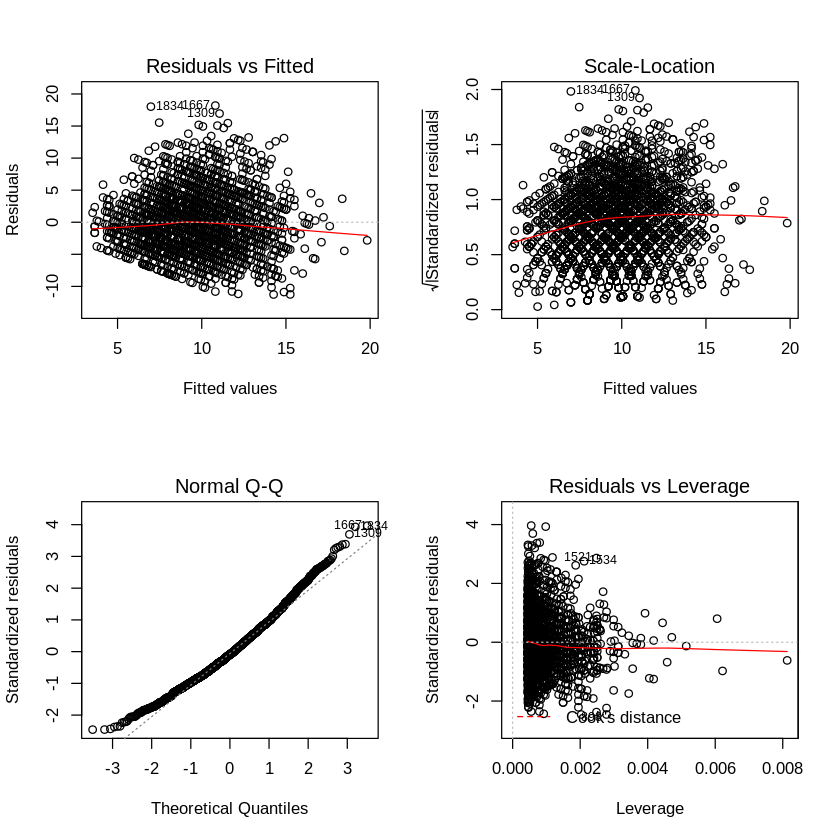 Residuals vs Fitted
Residuals
-10 0 5 10 15 20
1834 1667 1309
5 10 15 20
Fitted values
Scale-Location
√|Standardized residuals|
0.0 0.5 1.0 1.5 2.0
1834 1667 1309
5 10 15 20
Fitted values
Normal Q-Q
Standardized residuals
-2 -1 0 1 2 3 4
1667 1834
1309
-3 -2 -1 0 1 2 3
Theoretical Quantiles
Residuals vs Leverage
Standardized residuals
-2 0 2 4
1521 1534
Cook's distance
0.000 0.002 0.004 0.006 0.008
Leverage